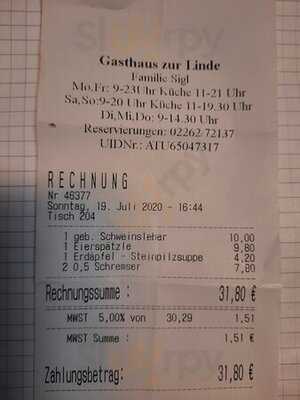 Gasthaus zur Linde
Familie Sigl
Mo,Fr: 9-23Uhr Küche 11-21 Uhr
Sa,So:9-20 Uhr Küche 11-19.30 Uhr
Di,Mi,Do: 9-14.30 Uhr
Reservierungen: 02262/72137
UIDNr.: ATU65047317
RECHNUNG
Nr 46377
Sonntag, 19. Juli 2020 - 16:44
Tisch 204
1 geb. Schweinsleber 10,00
1 Eierspätzle 9,80
1 Erdäpfel - Steinpilzsuppe 4,20
2 0,5 Schremser 7,80
Rechnungssumme : 31,80 €
MWST 5,00% von 30,29 1,51
MWST Summe : 1,51 €
Zahlungsbetrag: 31,80 €